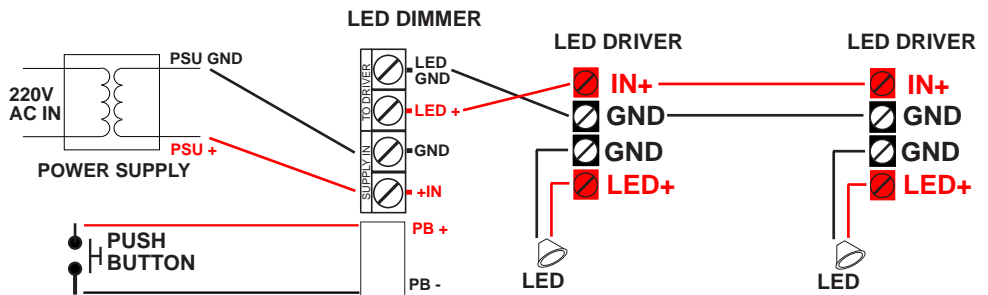 LED DIMMER
PSU GND
220V
AC IN
PSU +
POWER SUPPLY
TO DRIVER
SUPPLY IN
LED
GND
LED +
GND
+IN
PUSH
BUTTON
PB +
PB -
LED DRIVER
IN+
GND
GND
LED+
LED
LED DRIVER
IN+
GND
GND
LED+
LED